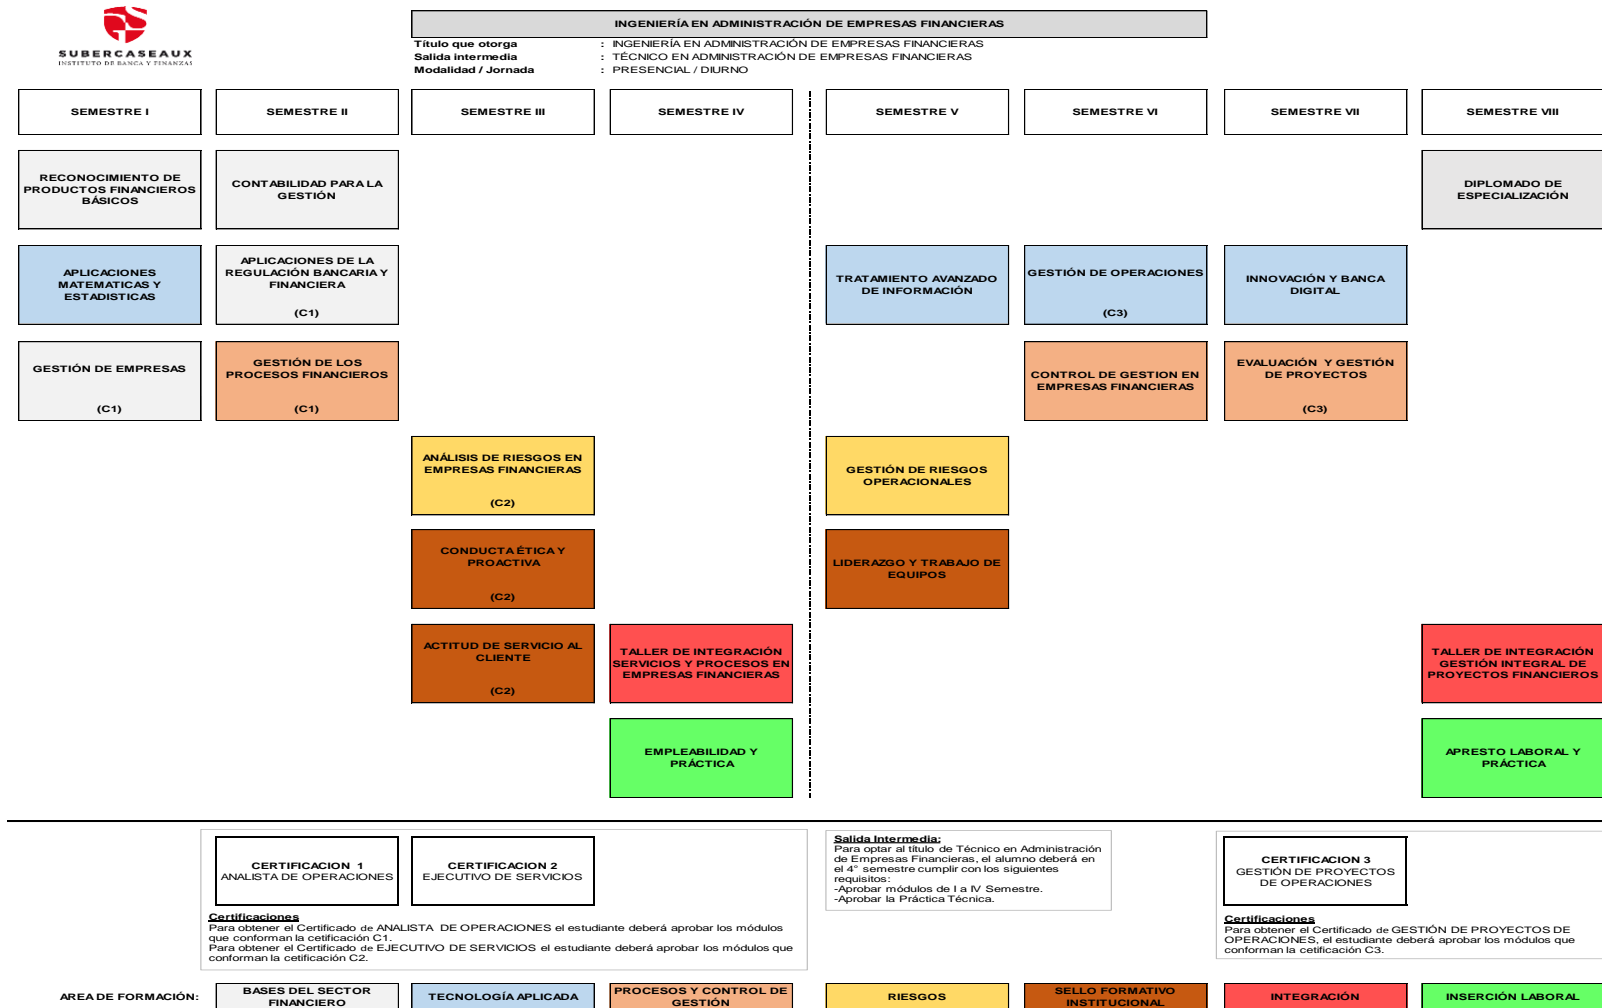 SUBERCASEAUX
INSTITUTO DE BANCA Y FINANZAS
INGENIERÍA EN ADMINISTRACIÓN DE EMPRESAS FINANCIERAS
Título que otorga : INGENIERÍA EN ADMINISTRACIÓN DE EMPRESAS FINANCIERAS
Salida intermedia : TÉCNICO EN ADMINISTRACIÓN DE EMPRESAS FINANCIERAS
Modalidad / Jornada : PRESENCIAL / DIURNO
SEMESTRE I
SEMESTRE II
SEMESTRE III
SEMESTRE IV
SEMESTRE V
SEMESTRE VI
SEMESTRE VII
SEMESTRE VIII
RECONOCIMIENTO DE
PRODUCTOS FINANCIEROS
BÁSICOS
CONTABILIDAD PARA LA
GESTIÓN
DIPLOMADO DE
ESPECIALIZACIÓN
APLICACIONES
MATEMATICAS Y
ESTADISTICAS
APLICACIONES DE LA
REGULACIÓN BANCARIA Y
FINANCIERA
(C1)
TRATAMIENTO AVANZADO
DE INFORMACIÓN
GESTIÓN DE OPERACIONES
(C3)
INNOVACIÓN Y BANCA
DIGITAL
GESTIÓN DE EMPRESAS
(C1)
GESTIÓN DE LOS
PROCESOS FINANCIEROS
(C1)
CONTROL DE GESTION EN
EMPRESAS FINANCIERAS
EVALUACIÓN Y GESTIÓN
DE PROYECTOS
(C3)
ANÁLISIS DE RIESGOS EN
EMPRESAS FINANCIERAS
(C2)
GESTIÓN DE RIESGOS
OPERACIONALES
CONDUCTA ÉTICA Y
PROACTIVA
(C2)
LIDERAZGO Y TRABAJO DE
EQUIPOS
ACTITUD DE SERVICIO AL
CLIENTE
(C2)
TALLER DE INTEGRACIÓN
SERVICIOS Y PROCESOS EN
EMPRESAS FINANCIERAS
TALLER DE INTEGRACIÓN
GESTIÓN INTEGRAL DE
PROYECTOS FINANCIEROS
EMPLEABILIDAD Y
PRÁCTICA
APRESTO LABORAL Y
PRÁCTICA
CERTIFICACION 1
ANALISTA DE OPERACIONES
CERTIFICACION 2
EJECUTIVO DE SERVICIOS
Certificaciones
Para obtener el Certificado de ANALISTA DE OPERACIONES el estudiante deberá aprobar los módulos
que conforman la cetificación C1.
Para obtener el Certificado de EJECUTIVO DE SERVICIOS el estudiante deberá aprobar los módulos que
conforman la cetificación C2.
Salida Intermedia:
Para optar al título de Técnico en Administración
de Empresas Financieras, el alumno deberá en
el 4° semestre cumplir con los siguientes
requisitos:
-Aprobar módulos de I a IV Semestre.
-Aprobar la Práctica Técnica.
CERTIFICACION 3
GESTIÓN DE PROYECTOS
DE OPERACIONES
Certificaciones
Para obtener el Certificado de GESTIÓN DE PROYECTOS DE
OPERACIONES, el estudiante deberá aprobar los módulos que
conforman la cetificación C3.
AREA DE FORMACIÓN:
BASES DEL SECTOR
FINANCIERO
TECNOLOGÍA APLICADA
PROCESOS Y CONTROL DE
GESTIÓN
RIESGOS
SELLO FORMATIVO
INSTITUCIONAL
INTEGRACIÓN
INSERCIÓN LABORAL